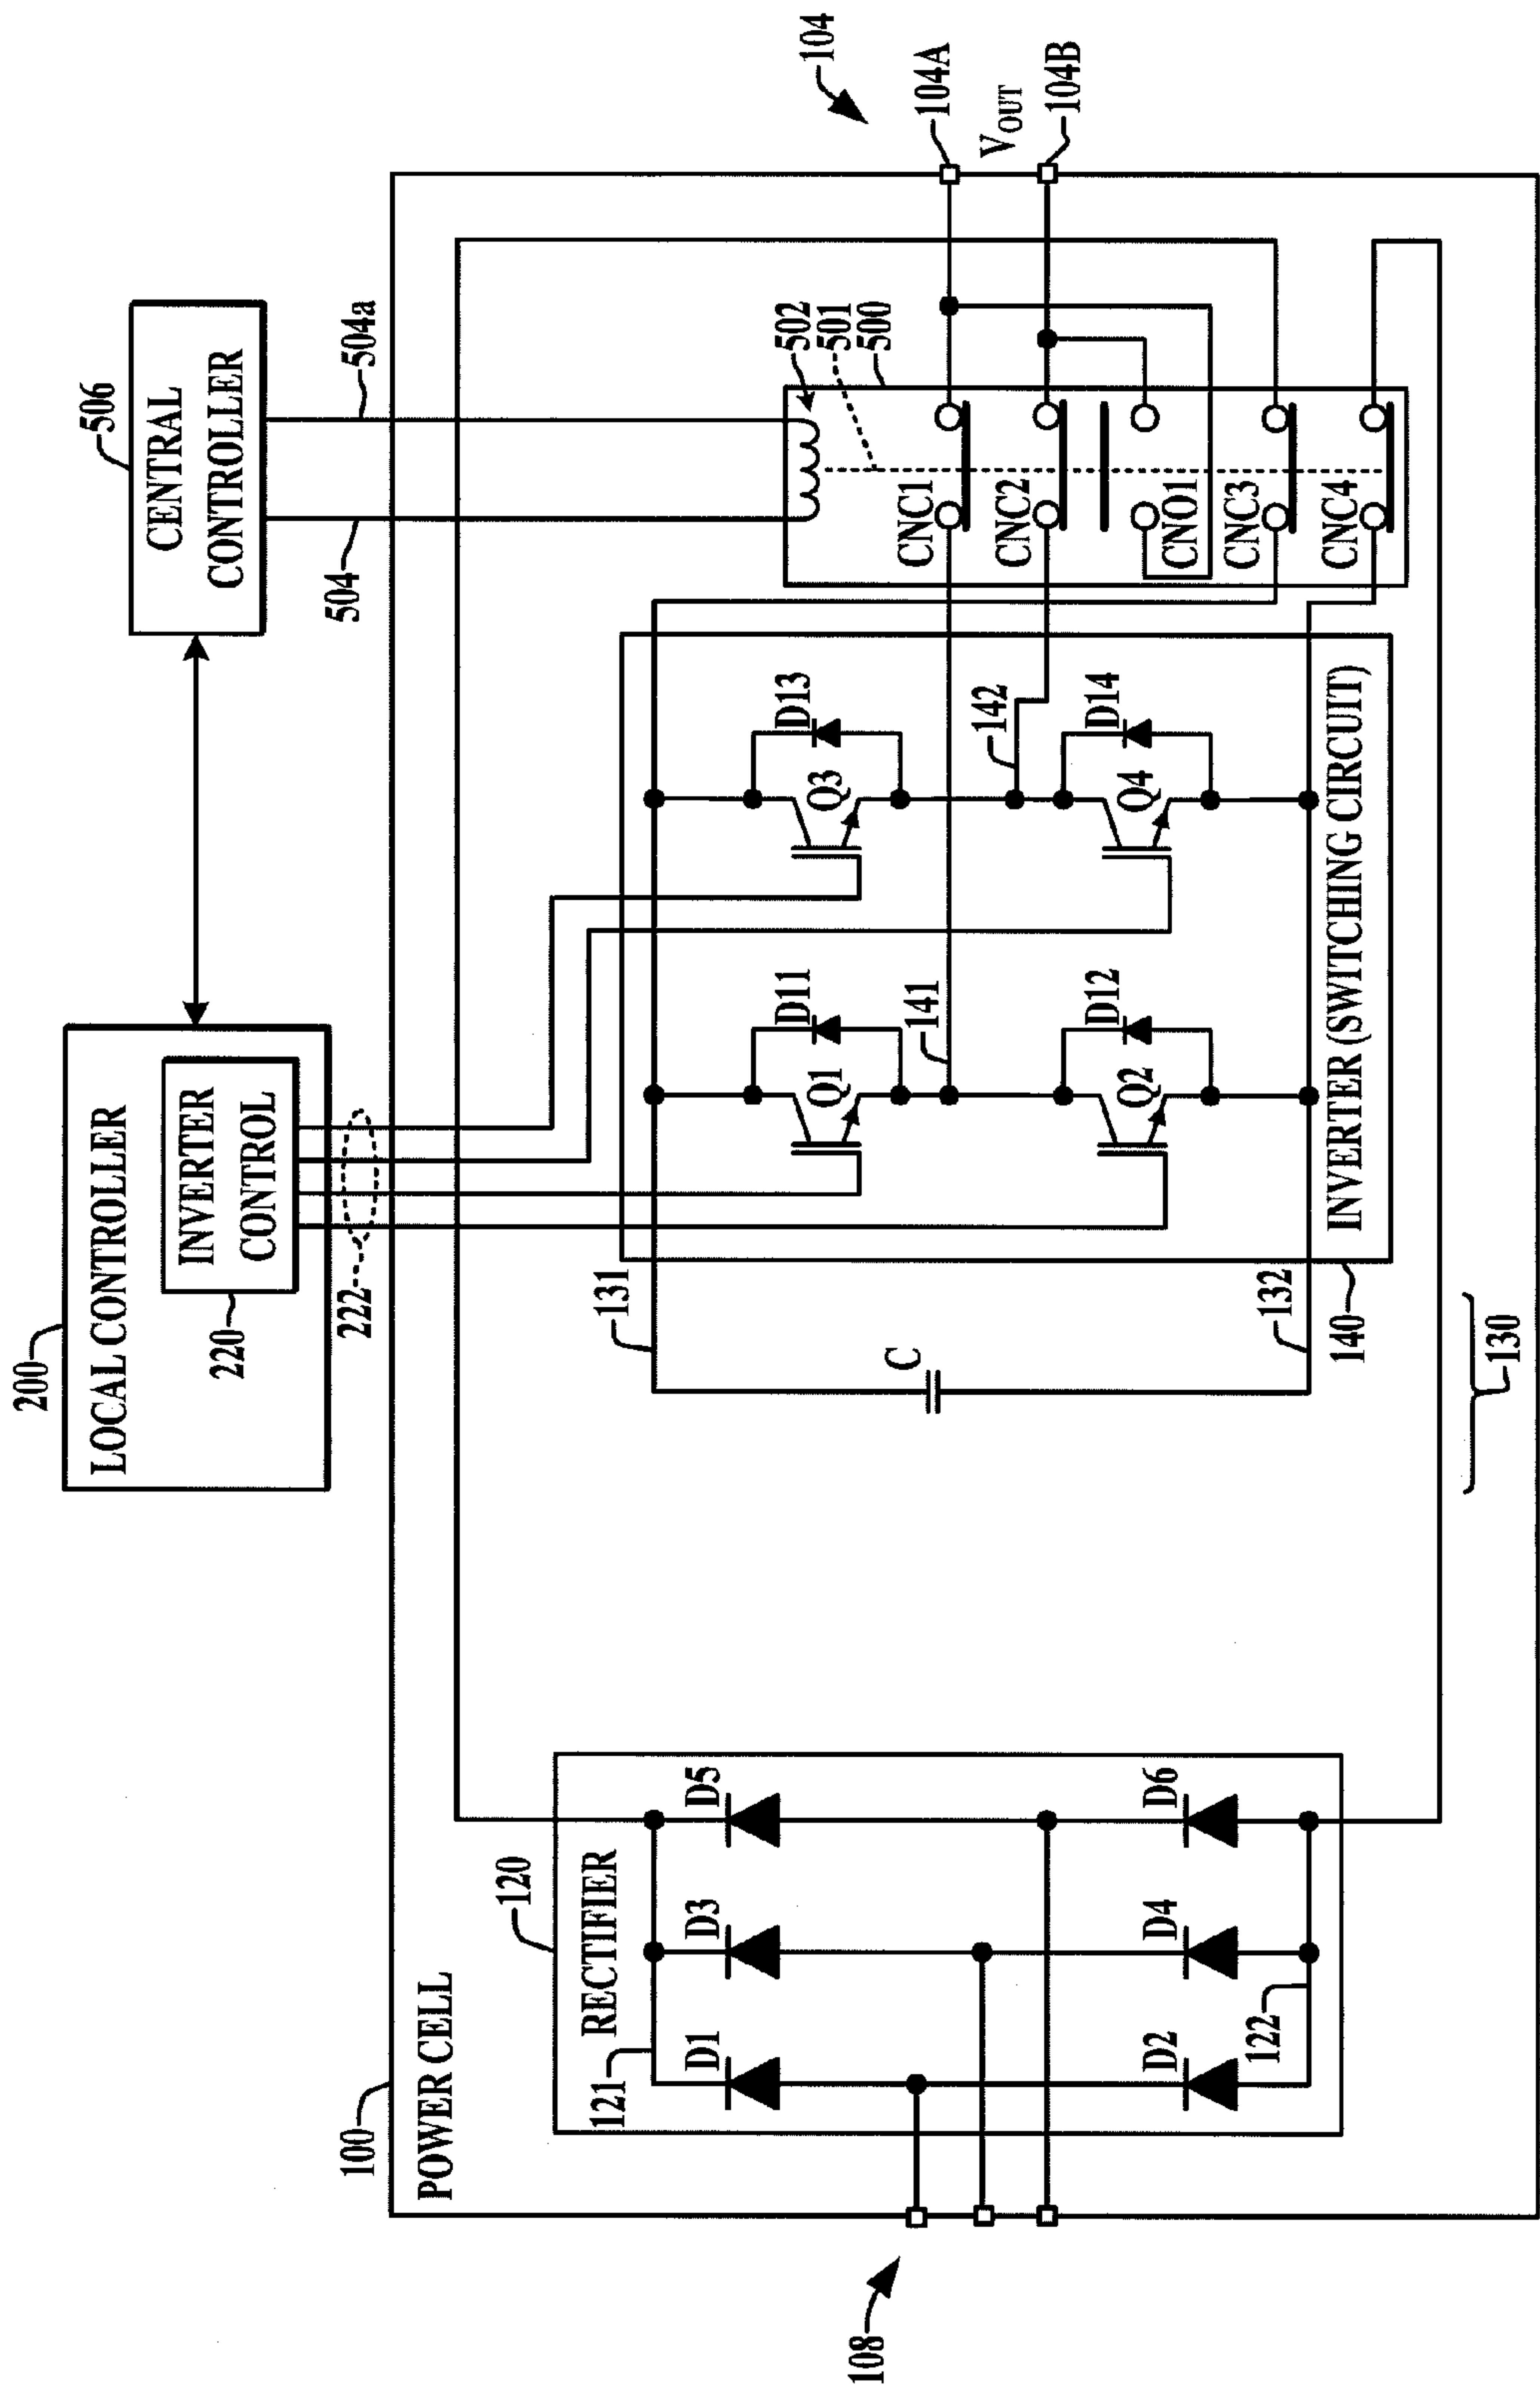 200
LOCAL CONTROLLER
INVERTER
CONTROL
220
222
506
CENTRAL
CONTROLLER
504
504a
104
100
POWER CELL
120
RECTIFIER
121
D1
D3
D5
D2
D4
D6
122
108
131
C
132
130
140
INVERTER (SWITCHING CIRCUIT)
Q1
D11
Q3
D13
141
142
Q2
D12
Q4
D14
502
501
500
CNC1
CNC2
CNO1
CNC3
CNC4
104A
VOUT
104B